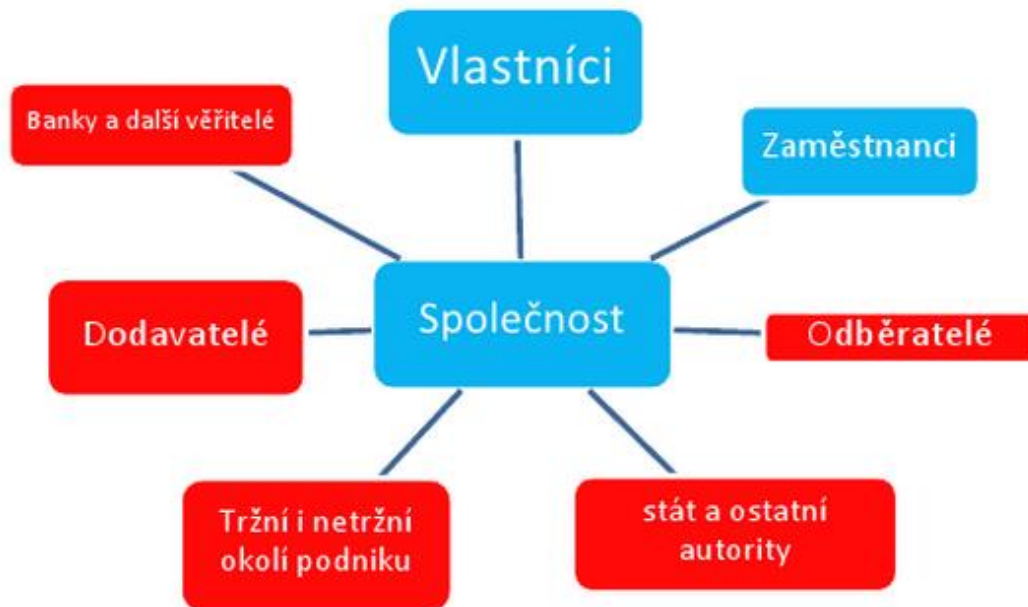 Vlastníci
Banky a další věřitelé
Zaměstnanci
Společnost
Dodavatelé
Odběratelé
Tržní i netržní
okolí podniku
stát a ostatní
autority